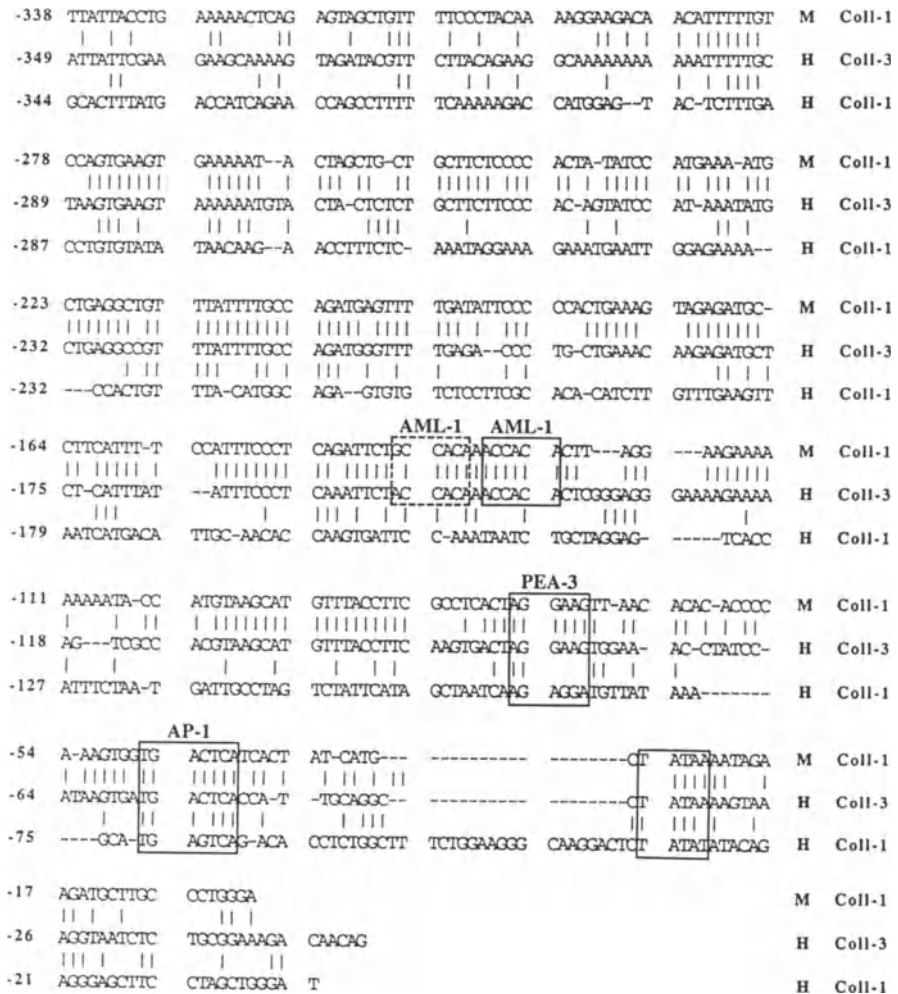 -338 TTATTACCTG AAAAACTCAG AGTAGCTGTT TTCCCTACAA AAGGAAGACA ACATTTTTGT M Coll-1
-349 ATTATTCGAA GAAGCAAAAG TAGATACGTT CTTACAGAAG GCAAAAAAAA AAATTTTTGC H Coll-3
-344 GCACTTTATG ACCATCAGAA CCAGCCTTTT TCAAAAAGAC CATGGAG--T AC-TCTTTGA H Coll-1
-278 CCAGTGAAGT GAAAAAT--A CTAGCTG-CT GCTTCTCCCC ACTA-TATCC ATGAAA-ATG M Coll-1
-289 TAAGTGAAGT AAAAAATGTA CTA-CTCTCT GCTTCTTCCC AC-AGTATCC AT-AAATATG H Coll-3
-287 CCTGTGTATA TAACAAG--A ACCTTTCTC- AAATAGGAAA GAAATGAATT GGAGAAAA-- H Coll-1
-223 CTGAGGCTGT TTATTTTGCC AGATGAGTTT TGATATTCCC CCACTGAAAG TAGAGATGC- M Coll-1
-232 CTGAGGCCGT TTATTTTGCC AGATGGGTTT TGAGA--CCC TG-CTGAAAC AAGAGATGCT H Coll-3
-232 ---CCACTGT TTA-CATGGC AGA--GTGTG TCTCCTTCGC ACA-CATCTT GTTTGAAGTT H Coll-1
AML-1 AML-1
-164 CTTCATTT-T CCATTTCCCT CAGATTCTGC CACAAACCAC ACTT---AGG ---AAGAAAA M Coll-1
-175 CT-CATTTAT --ATTTCCCT CAAATTCTAC CACAAACCAC ACTCGGGAGG GAAAAGAAAA H Coll-3
-179 AATCATGACA TTGC-AACAC CAAGTGATTC C-AAATAATC TGCTAGGAG- ------TCACC H Coll-1
PEA-3
-111 AAAAATA-CC ATGTAAGCAT GTTTACCTTC GCCTCACTAG GAAGTT-AAC ACAC-ACCCC M Coll-1
-118 AG---TCGCC ACGTAAGCAT GTTTACCTTC AAGTGACTAG GAAGTGGAA- AC-CTATCC- H Coll-3
-127 ATTTCTAA-T GATTGCCTAG TCTATTCATA GCTAATCAAG AGGATGTTAT AAA------- H Coll-1
AP-1
-54 A-AAGTGGTG ACTCATCACT AT-CATG--- ---------- --------CT ATAAAATAGA M Coll-1
-64 ATAAGTGATG ACTCACCA-T -TGCAGGC-- ---------- --------CT ATAAAAGTAA H Coll-3
-75 ----GCA-TG AGTCAG-ACA CCTCTGGCTT TCTGGAAGGG CAAGGACTCT ATATATACAG H Coll-1
-17 AGATGCTTGC CCTGGGA M Coll-1
-26 AGGTAATCTC TGCGGAAAGA CAACAG H Coll-3
-21 AGGGAGCTTC CTAGCTGGGA T H Coll-1